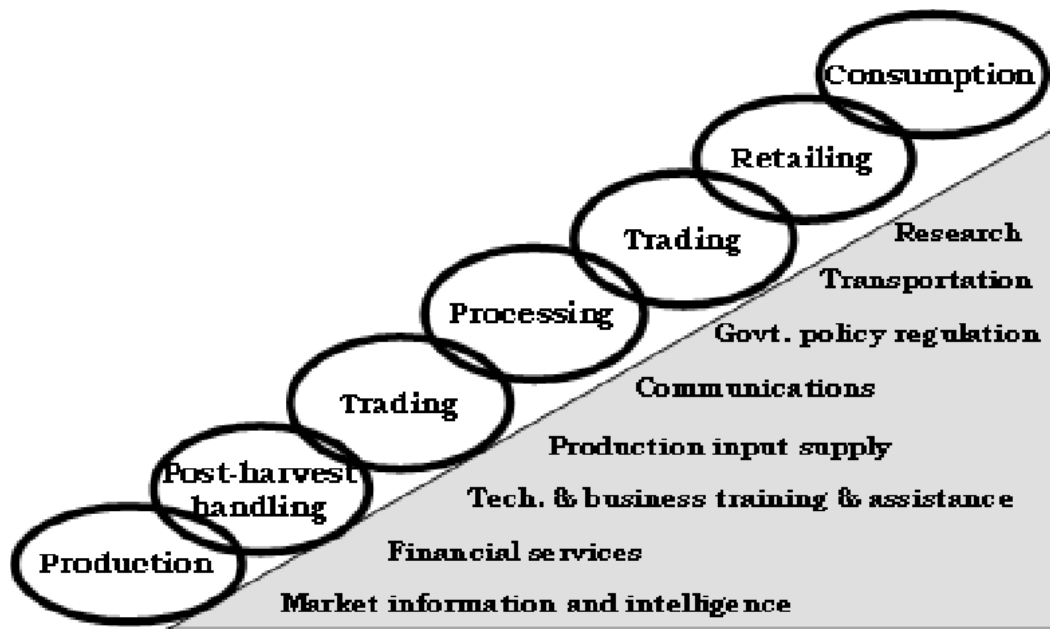 Consumption
Retailing
Research
Trading
Transportation
Processing
Govt. policy regulation
Communications
Trading
Production input supply
Post-harvest
handling
Tech. & business training & assistance
Financial services
Production
Market information and intelligence